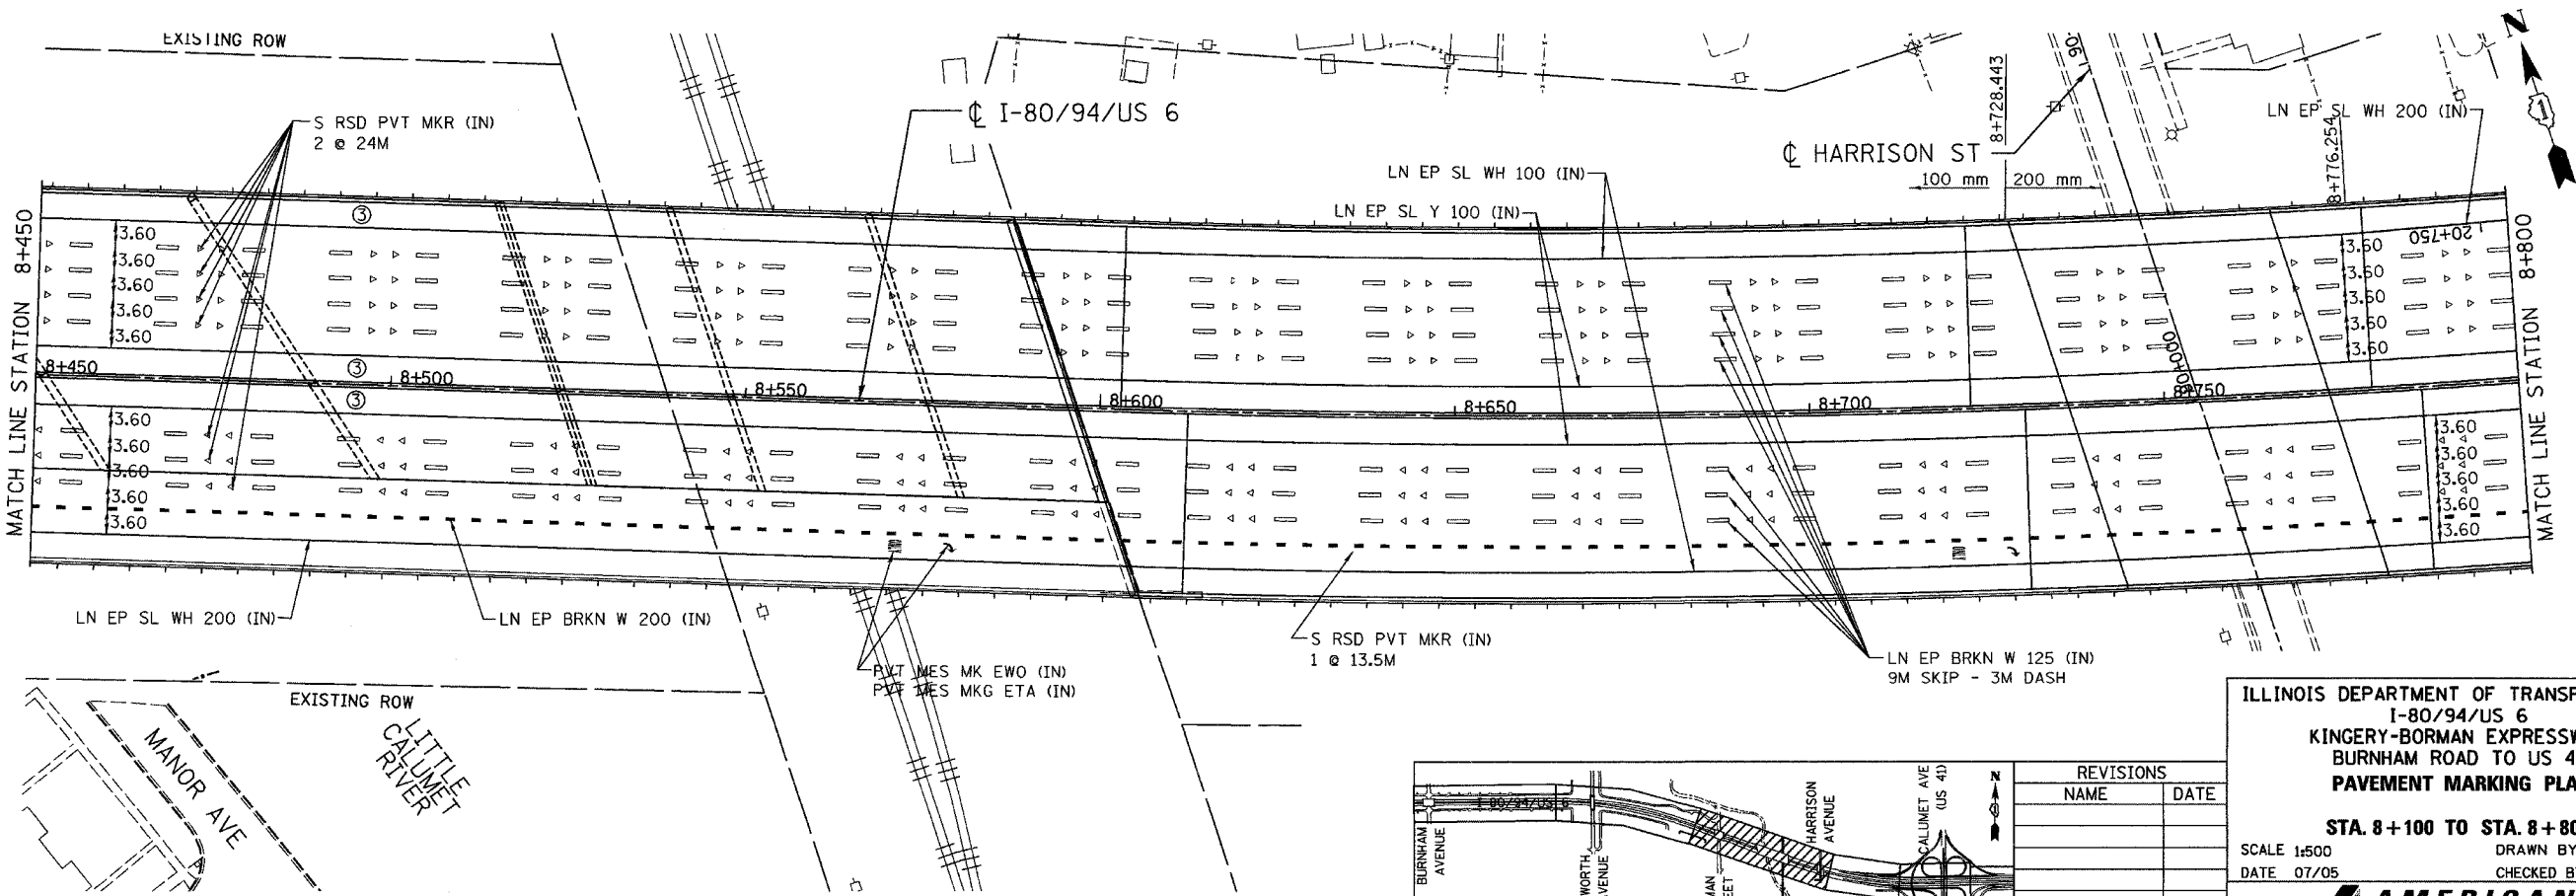 EXISTING ROW
S RSD PVT MKR (IN)
2 @ 24M
℄ I-80/94/US 6
8+728.443
℄ HARRISON ST
100 mm
200 mm
8+776.254
LN EP SL WH 200 (IN)
N
1
LN EP SL WH 100 (IN)
LN EP SL Y 100 (IN)
MATCH LINE STATION 8+450
3
3.60
3.60
3.60
3.60
3.60
3
8+450
8+500
3
8+550
8+600
8+650
8+700
90+000
8+750
20+750
3.60
3.60
3.60
3.60
3.60
MATCH LINE STATION 8+800
3.60
3.60
3.60
3.60
3.60
3.60
3.60
3.60
3.60
3.60
LN EP SL WH 200 (IN)
LN EP BRKN W 200 (IN)
PVT MES MK EWO (IN)
PVT MES MKG ETA (IN)
S RSD PVT MKR (IN)
1 @ 13.5M
LN EP BRKN W 125 (IN)
9M SKIP - 3M DASH
EXISTING ROW
LITTLE
CALUMET
RIVER
MANOR AVE
I-80/94/US 6
BURNHAM
AVENUE
WORTH
AVENUE
MAN
EET
HARRISON
AVENUE
CALUMET AVE
(US 41)
N
REVISIONS
NAME
DATE
ILLINOIS DEPARTMENT OF TRANSP
I-80/94/US 6
KINGERY-BORMAN EXPRESSW
BURNHAM ROAD TO US 4
PAVEMENT MARKING PLA
STA. 8+100 TO STA. 8+80
SCALE 1:500
DRAWN BY
DATE 07/05
CHECKED B
AMERICAN